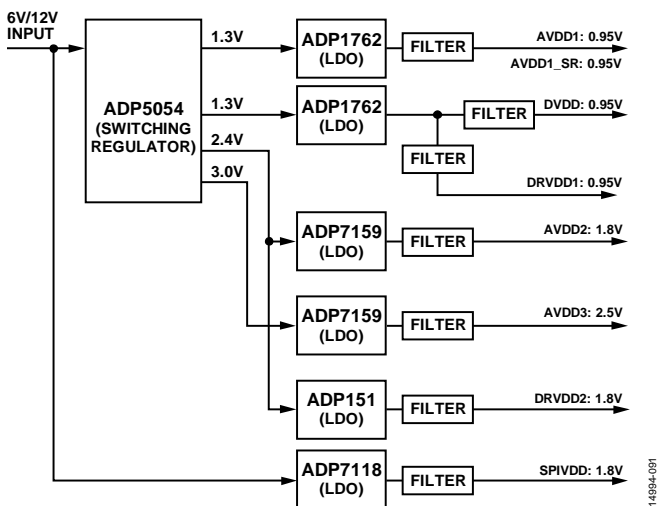 6V/12V
INPUT
ADP5054
(SWITCHING
REGULATOR)
1.3V
1.3V
2.4V
3.0V
ADP1762
(LDO)
FILTER
AVDD1: 0.95V
AVDD1_SR: 0.95V
ADP1762
(LDO)
FILTER
DVDD: 0.95V
FILTER
DRVDD1: 0.95V
ADP7159
(LDO)
FILTER
AVDD2: 1.8V
ADP7159
(LDO)
FILTER
AVDD3: 2.5V
ADP151
(LDO)
FILTER
DRVDD2: 1.8V
ADP7118
(LDO)
FILTER
SPIVDD: 1.8V
14994-091